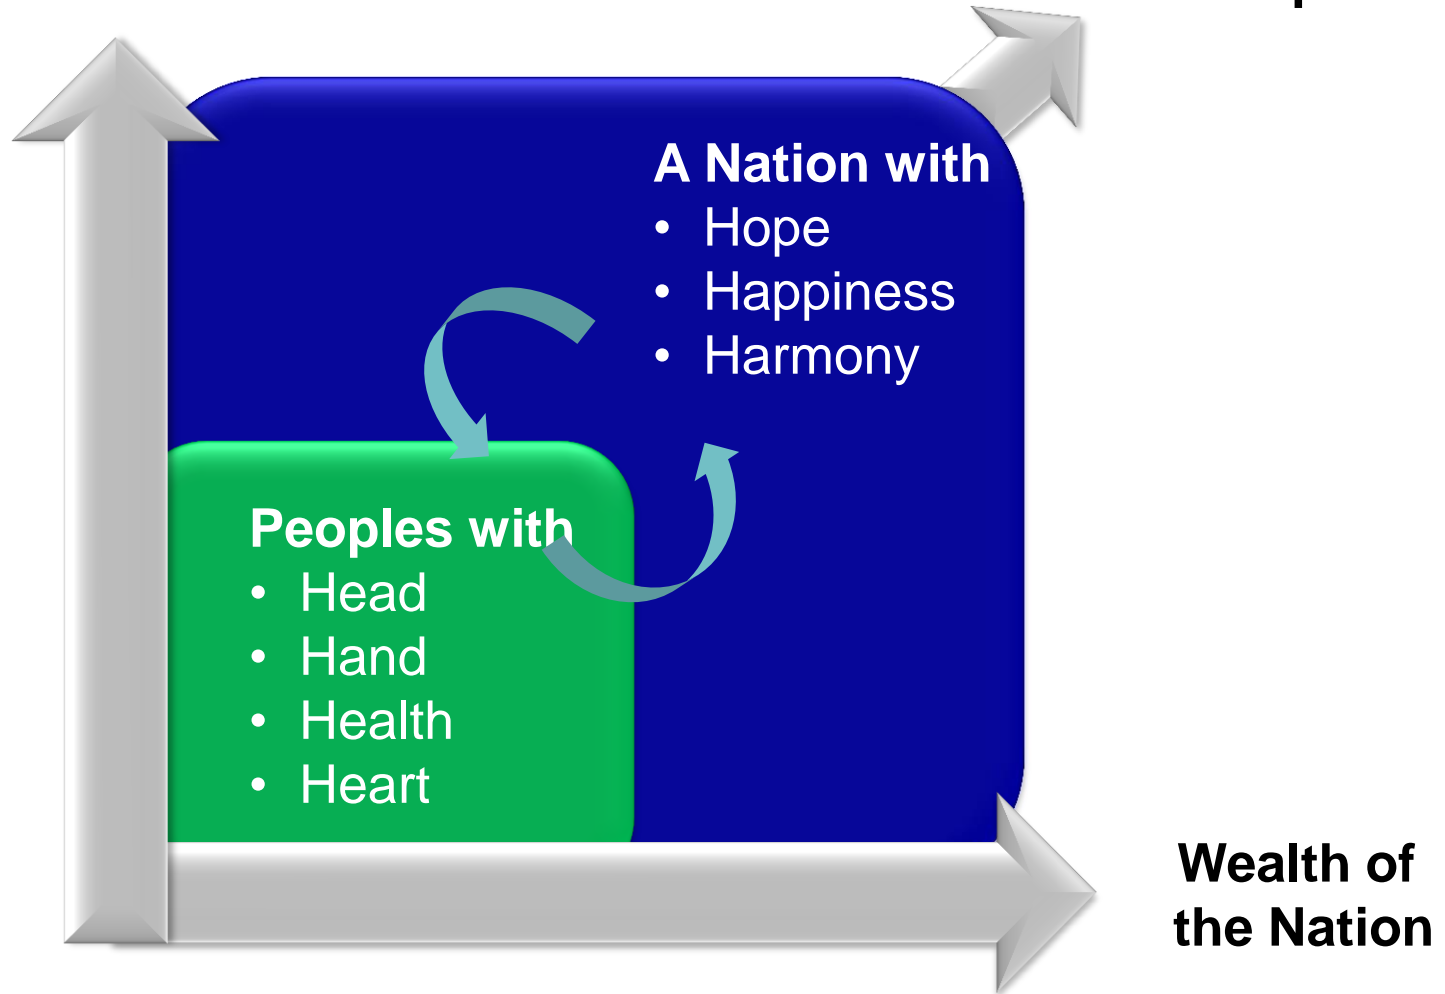 A Nation with
• Hope
• Happiness
• Harmony
Peoples with
• Head
• Hand
• Health
• Heart
Wealth of
the Nation